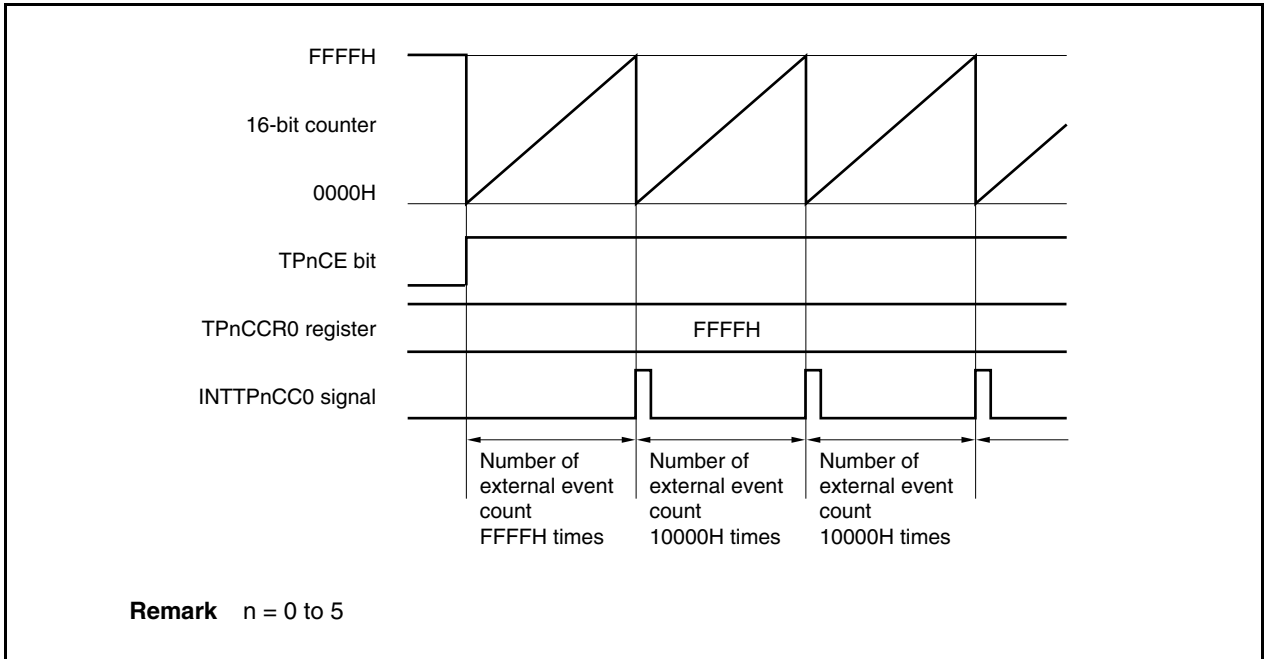 FFFFH
16-bit counter
0000H
TPnCE bit
TPnCCR0 register
FFFFH
INTTPnCC0 signal
Number of
external event
count
FFFFH times
Number of
external event
count
10000H times
Number of
external event
count
10000H times
Remark n = 0 to 5